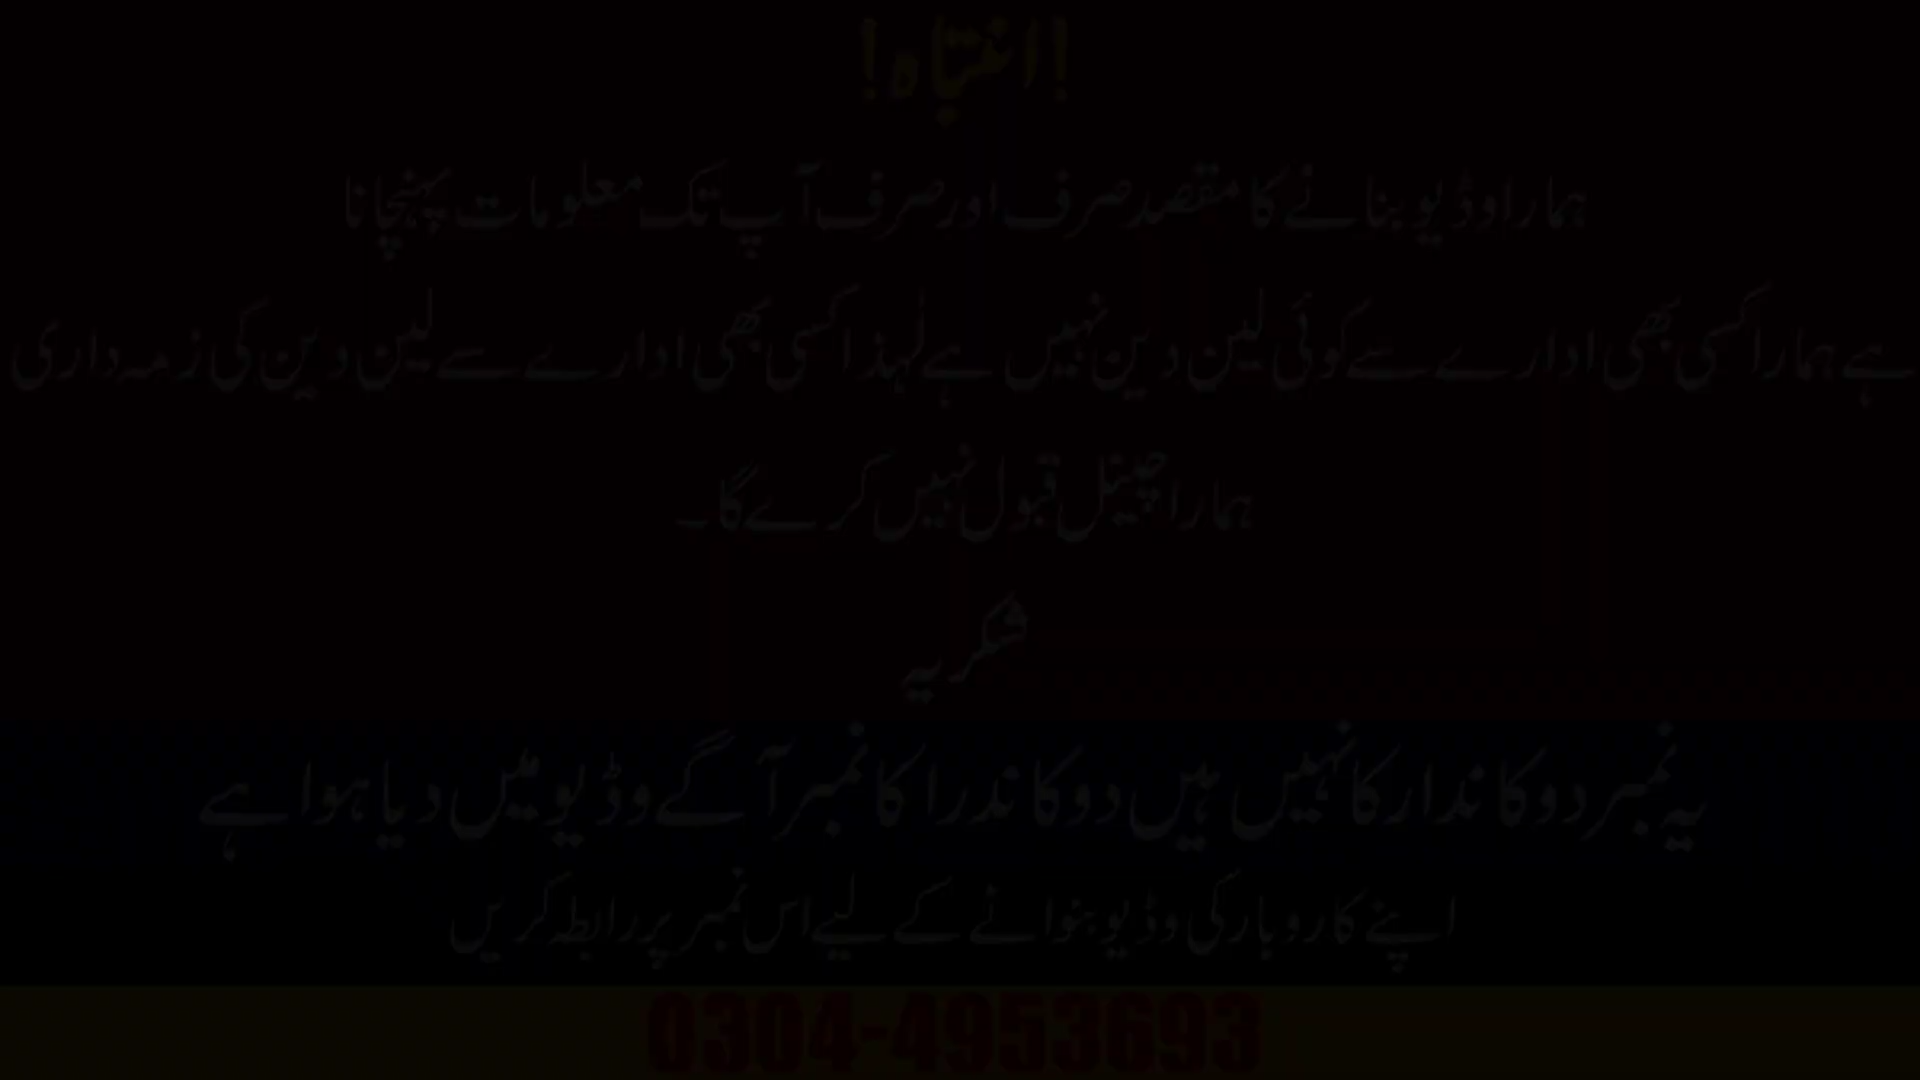 !انتباہ!
ہمارا وڈیو بنانے کا مقصد صرف اور صرف آپ تک معلومات پہنچانا
ہے ہمارا کسی بھی ادارے سے کوئی لین دین نہیں ہے لہٰذا کسی بھی ادارے سے لین دین کی زمہ داری
ہمارا چینل قبول نہیں کرے گا۔
شکریہ
یہ نمبر دوکاندار کا نہیں ہیں دوکاندرا کا نمبر آگے وڈیو میں دیا ہوا ہے
اپنے کاروبار کی وڈیو بنوانے کے لیے اس نمبر پر رابطہ کریں
0304-4953693